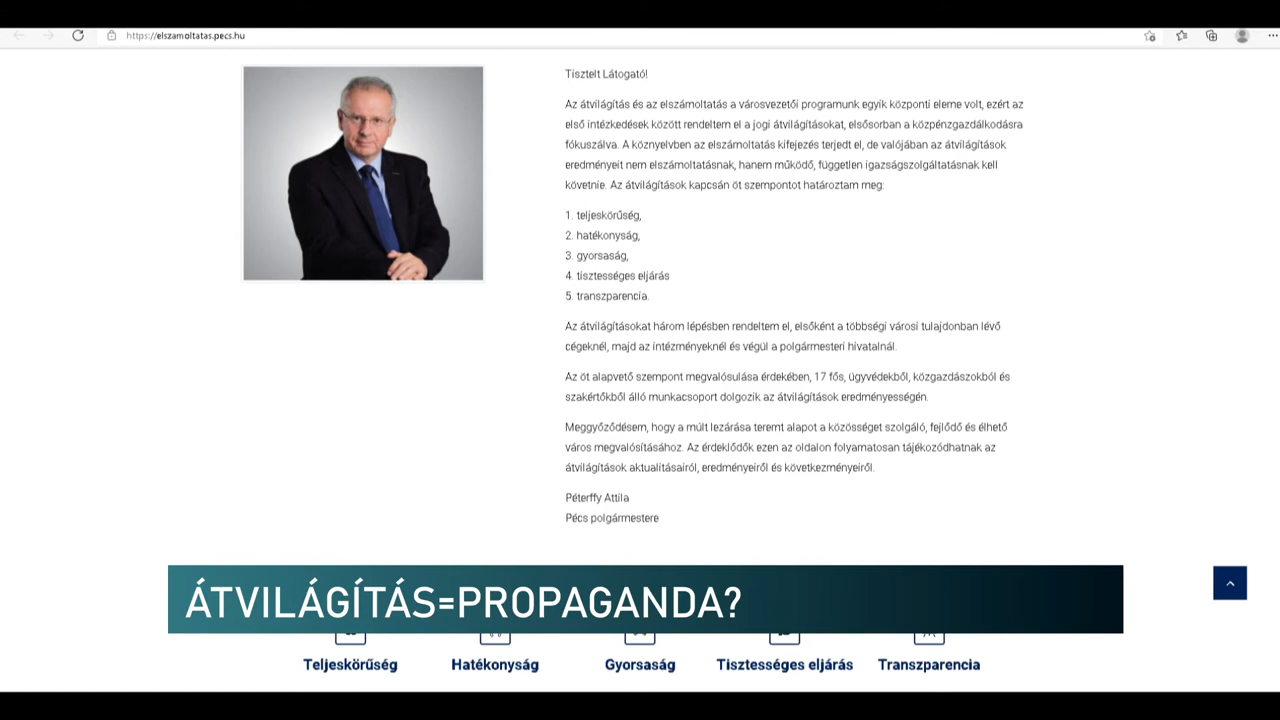 https://elszamoltatas.pecs.hu
Tisztelt Látogató!
Az átvilágítás és az elszámoltatás a városvezetői programunk egyik központi eleme volt, ezért az
első intézkedések között rendeltem el a jogi átvilágításokat, elsősorban a közpénzgazdálkodásra
fókuszálva. A köznyelvben az elszámoltatás kifejezés terjedt el, de valójában az átvilágítások
eredményeit nem elszámoltatásnak, hanem működő, független igazságszolgáltatásnak kell
követnie. Az átvilágítások kapcsán öt szempontot határoztam meg:
1. teljeskörűség,
2. hatékonyság,
3. gyorsaság,
4. tisztességes eljárás
5. transzparencia.
Az átvilágításokat három lépésben rendeltem el, elsőként a többségi városi tulajdonban lévő
cégeknél, majd az intézményeknél és végül a polgármesteri hivatalnál.
Az öt alapvető szempont megvalósulása érdekében, 17 fős, ügyvédekből, közgazdászokból és
szakértőkből álló munkacsoport dolgozik az átvilágítások eredményességén.
Meggyőződésem, hogy a múlt lezárása teremt alapot a közösséget szolgáló, fejlődő és élhető
város megvalósításához. Az érdeklődők ezen az oldalon folyamatosan tájékozódhatnak az
átvilágítások aktualitásairól, eredményeiről és következményeiről.
Péterffy Attila
Pécs polgármestere
ÁTVILÁGÍTÁS=PROPAGANDA?
Teljeskörűség
Hatékonyság
Gyorsaság
Tisztességes eljárás
Transzparencia